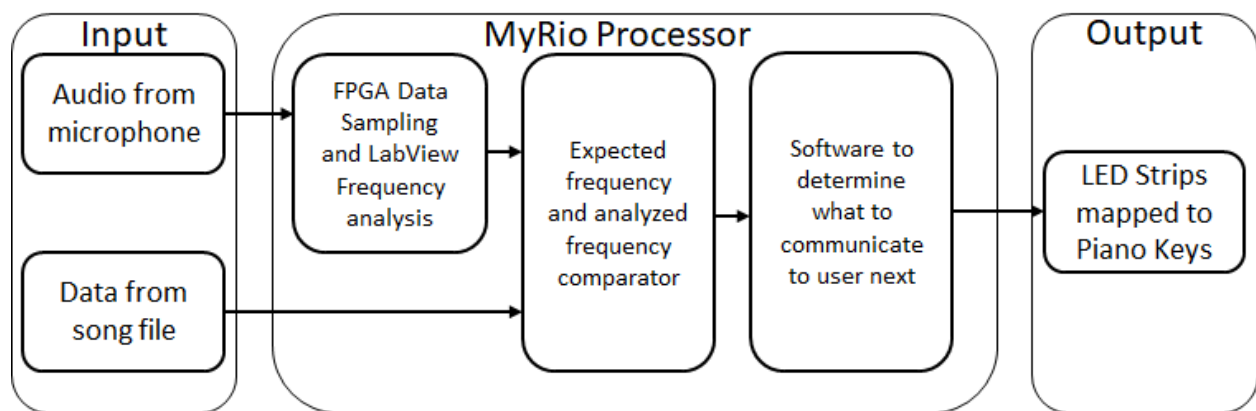 Input
Audio from
microphone
Data from
song file
MyRio Processor
FPGA Data
Sampling
and LabView
Frequency
analysis
Expected
frequency
and analyzed
frequency
comparator
Software to
determine
what to
communicate
to user next
Output
LED Strips
mapped to
Piano Keys